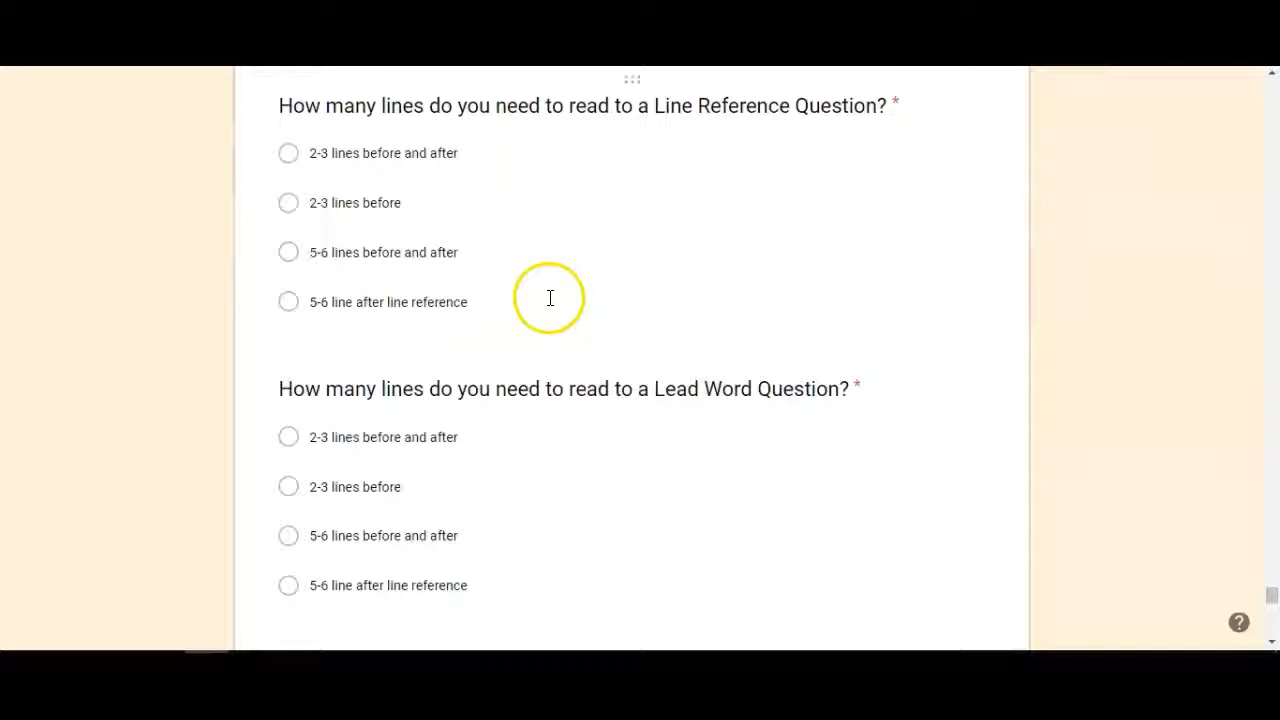 How many lines do you need to read to a Line Reference Question? *
2-3 lines before and after
2-3 lines before
5-6 lines before and after
5-6 line after line reference
How many lines do you need to read to a Lead Word Question? *
2-3 lines before and after
2-3 lines before
5-6 lines before and after
5-6 line after line reference
?